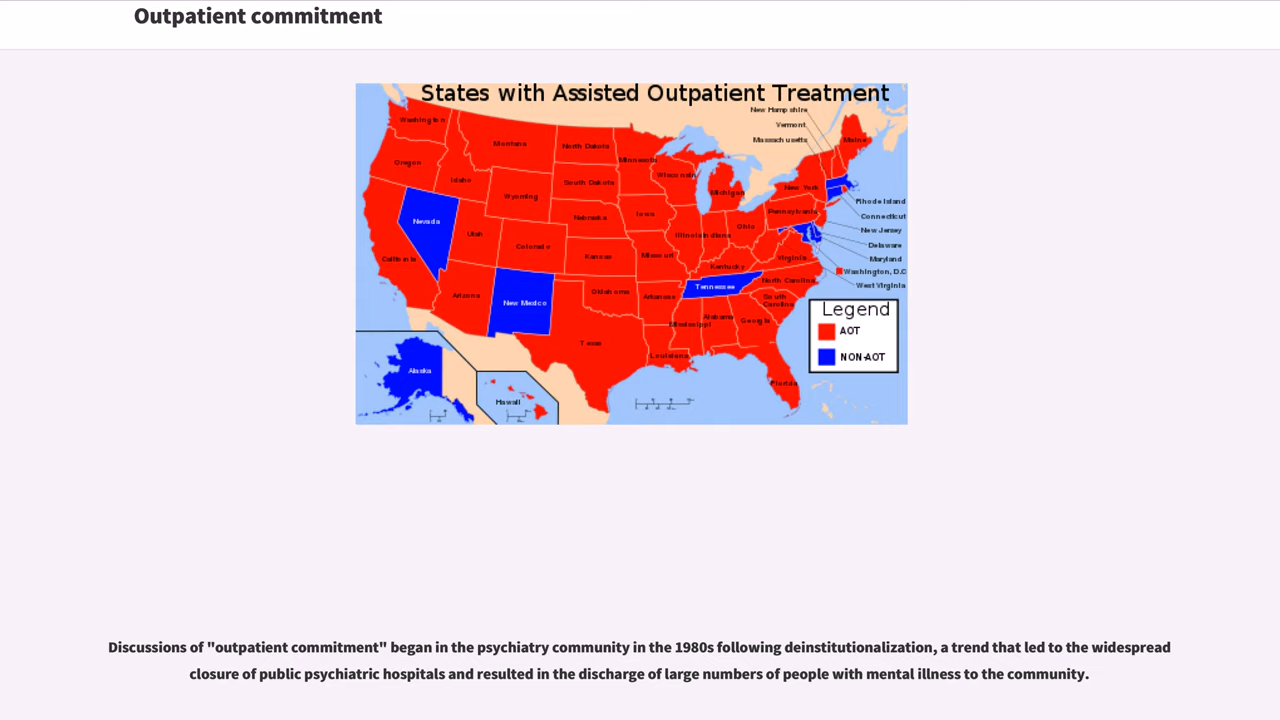 Outpatient commitment
States with Assisted Outpatient Treatment
New Hampshire
Vermont
Massachusetts
Washington
Montana
North Dakota
Minnesota
Maine
Oregon
Idaho
Wyoming
South Dakota
Wisconsin
Michigan
New York
Nevada
Utah
Colorado
Nebraska
Iowa
Illinois
Indiana
Ohio
Pennsylvania
Rhode Island
Connecticut
New Jersey
Delaware
Maryland
Washington, D.C
West Virginia
California
Arizona
New Mexico
Kansas
Missouri
Kentucky
Virginia
Oklahoma
Arkansas
Tennessee
North Carolina
South
Carolina
Texas
Louisiana
Mississippi
Alabama
Georgia
Florida
Alaska
Hawaii
Legend
AOT
NON-AOT
Discussions of "outpatient commitment" began in the psychiatry community in the 1980s following deinstitutionalization, a trend that led to the widespread
closure of public psychiatric hospitals and resulted in the discharge of large numbers of people with mental illness to the community.